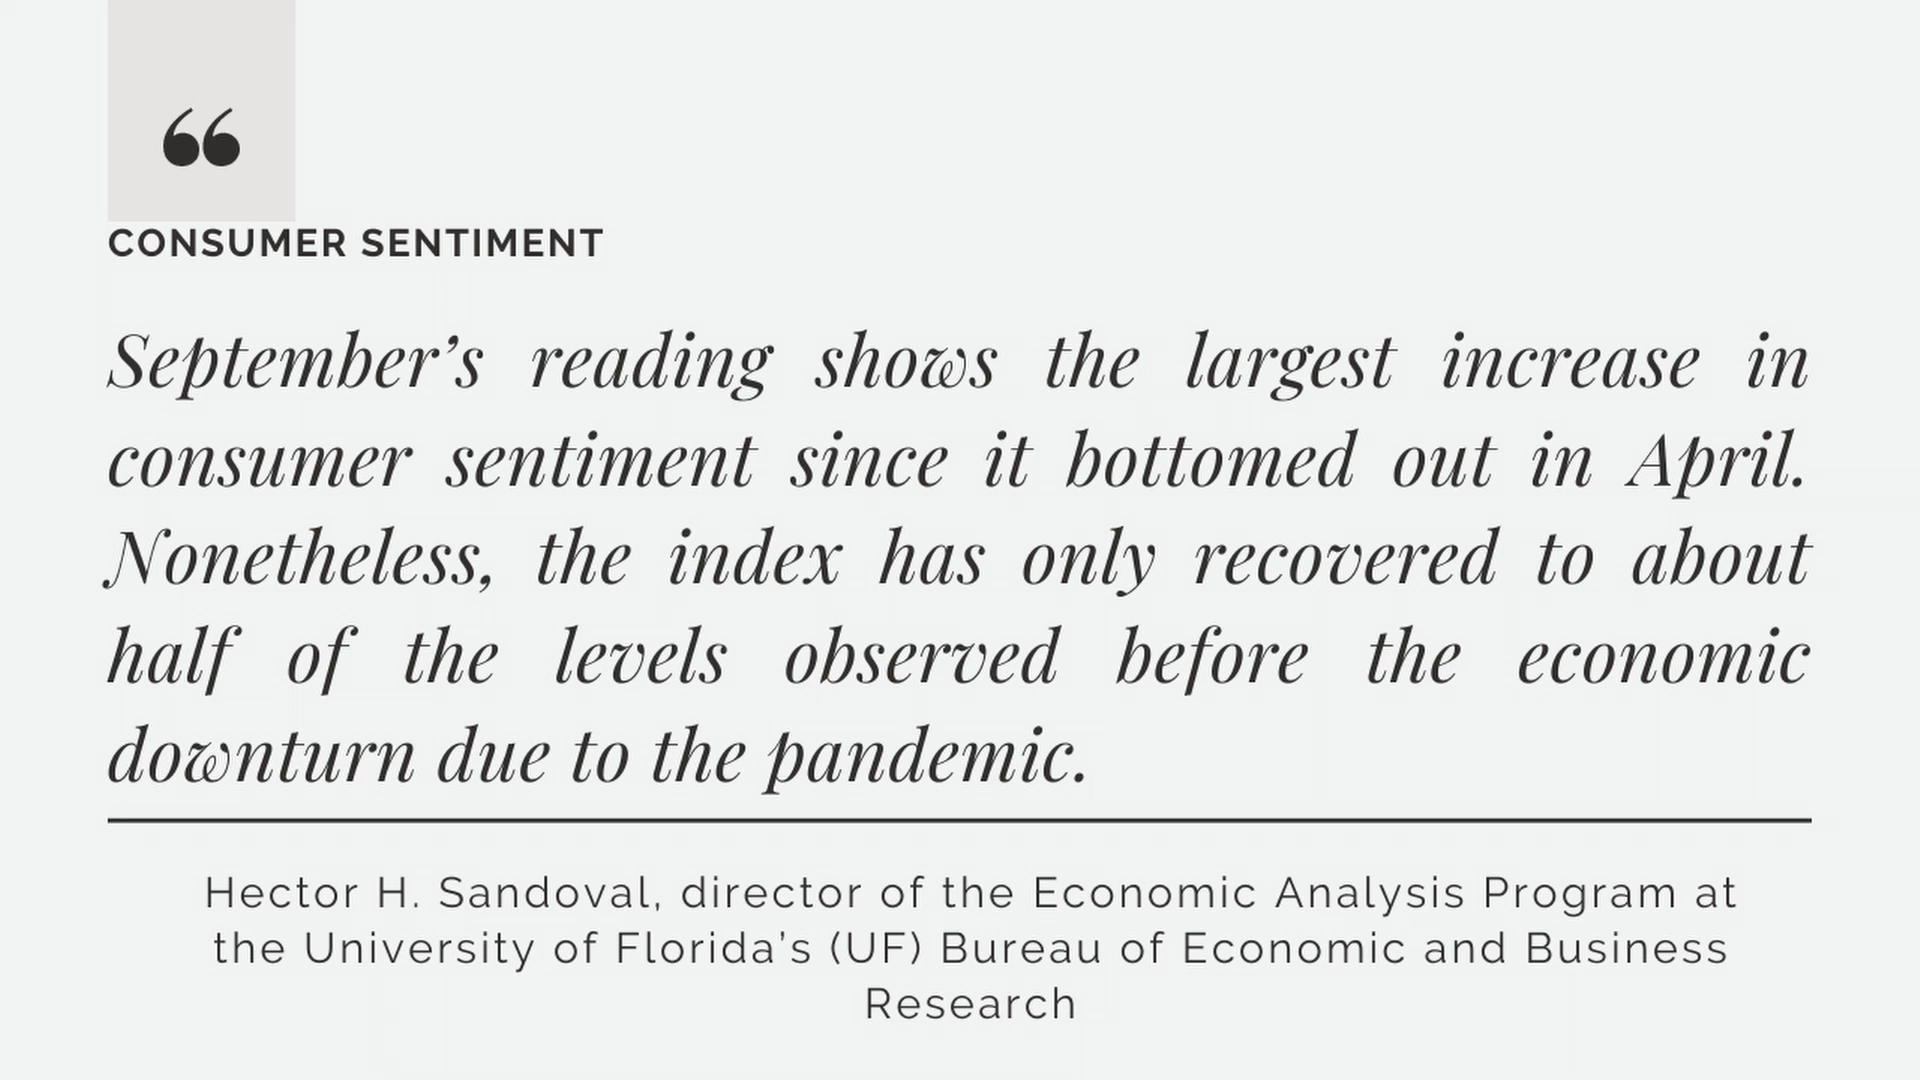 “
CONSUMER SENTIMENT
September’s reading shows the largest increase in
consumer sentiment since it bottomed out in April.
Nonetheless, the index has only recovered to about
half of the levels observed before the economic
downturn due to the pandemic.
Hector H. Sandoval, director of the Economic Analysis Program at
the University of Florida’s (UF) Bureau of Economic and Business
Research